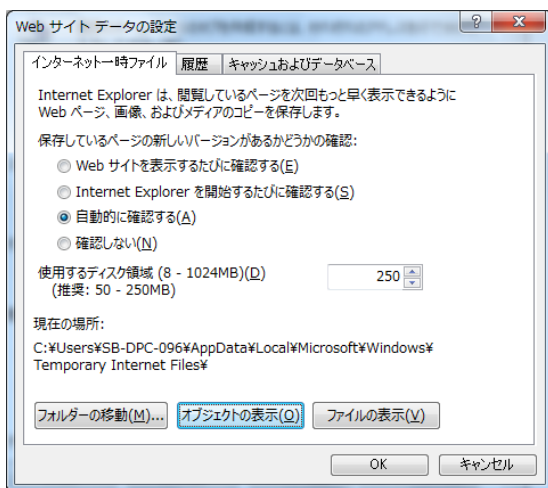 Web サイト データの設定
インターネット一時ファイル 履歴 キャッシュおよびデータベース
Internet Explorer は、閲覧しているページを次回もっと早く表示できるように
Web ページ、画像、およびメディアのコピーを保存します。
保存しているページの新しいバージョンがあるかどうかの確認:
Web サイトを表示するたびに確認する(E)
Internet Explorer を開始するたびに確認する(S)
自動的に確認する(A)
確認しない(N)
使用するディスク領域 (8 - 1024MB)(D) 250
(推奨: 50 - 250MB)
現在の場所:
C:¥Users¥SB-DPC-096¥AppData¥Local¥Microsoft¥Windows¥
Temporary Internet Files¥
フォルダーの移動(M)... オブジェクトの表示(O) ファイルの表示(V)
OK キャンセル